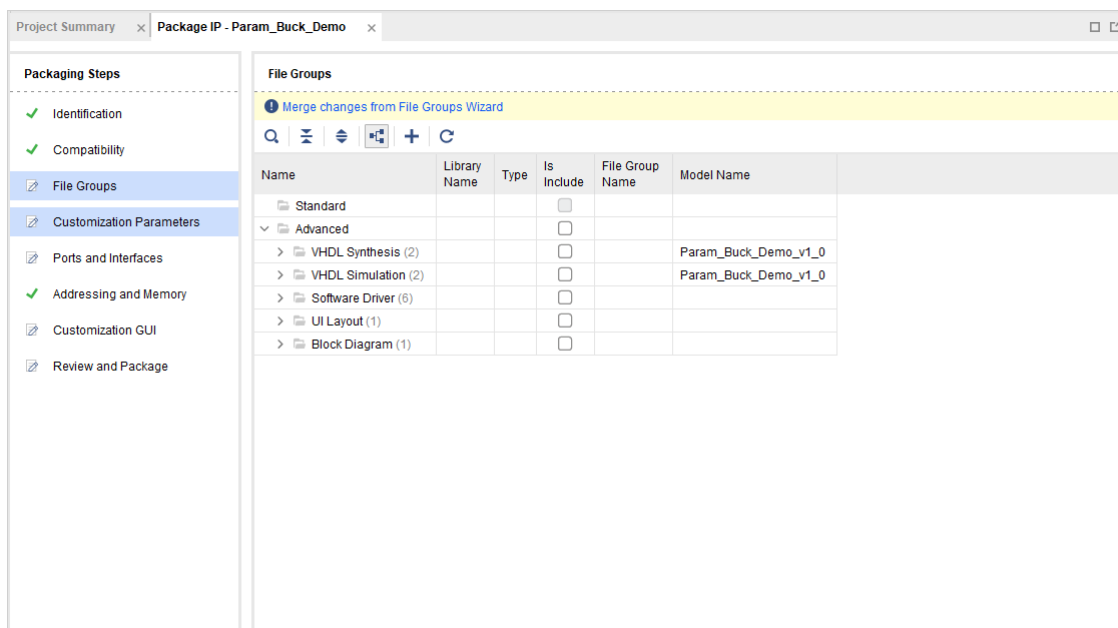 Project Summary × Package IP - Param_Buck_Demo ×
Packaging Steps
Identification
Compatibility
File Groups
Customization Parameters
Ports and Interfaces
Addressing and Memory
Customization GUI
Review and Package
File Groups
Merge changes from File Groups Wizard
Name Library Name Type Is Include File Group Name Model Name
Standard
Advanced
VHDL Synthesis (2) Param_Buck_Demo_v1_0
VHDL Simulation (2) Param_Buck_Demo_v1_0
Software Driver (6)
UI Layout (1)
Block Diagram (1)